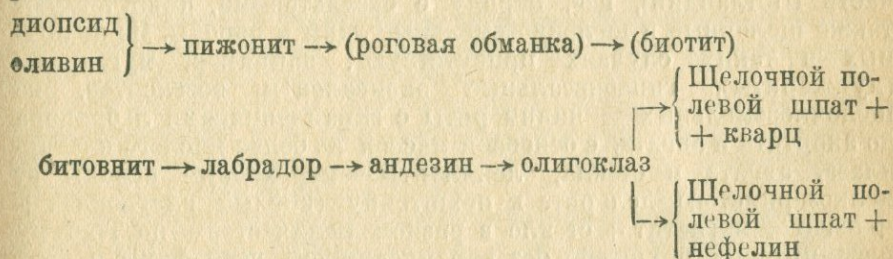 диопсид
оливин
→ пижонит → (роговая обманка) → (биотит)
Щелочной по-
левой шпат +
+ кварц
битовнит → лабрадор → андезин → олигоклаз
Щелочной по-
левой шпат +
нефелин